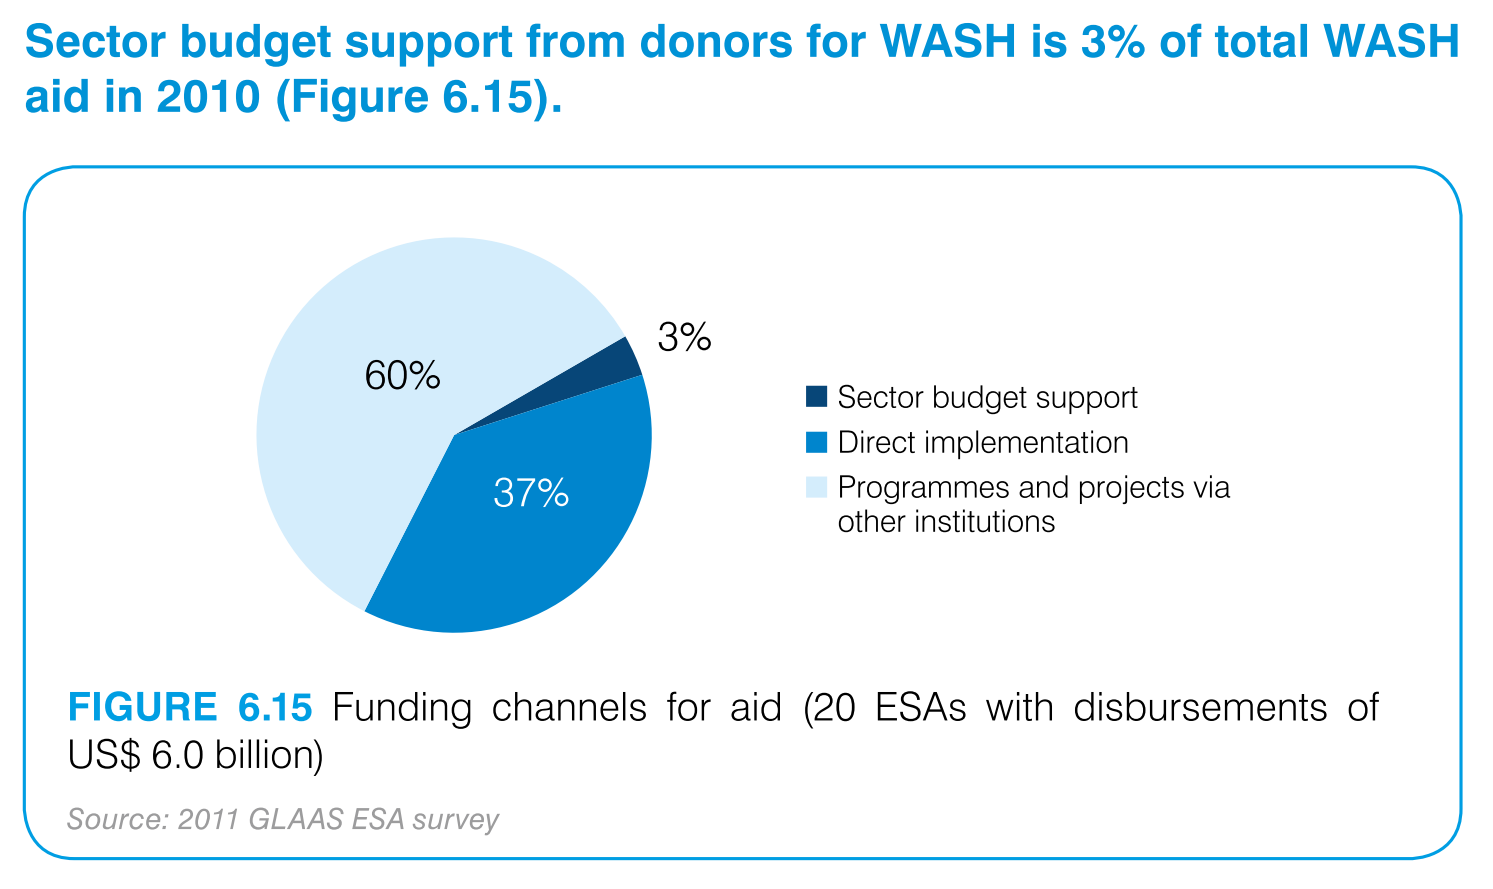 Sector budget support from donors for WASH is 3% of total WASH
aid in 2010 (Figure 6.15).
3%
60%
37%
Sector budget support
Direct implementation
Programmes and projects via
other institutions
FIGURE 6.15 Funding channels for aid (20 ESAs with disbursements of
US$ 6.0 billion)
Source: 2011 GLAAS ESA survey